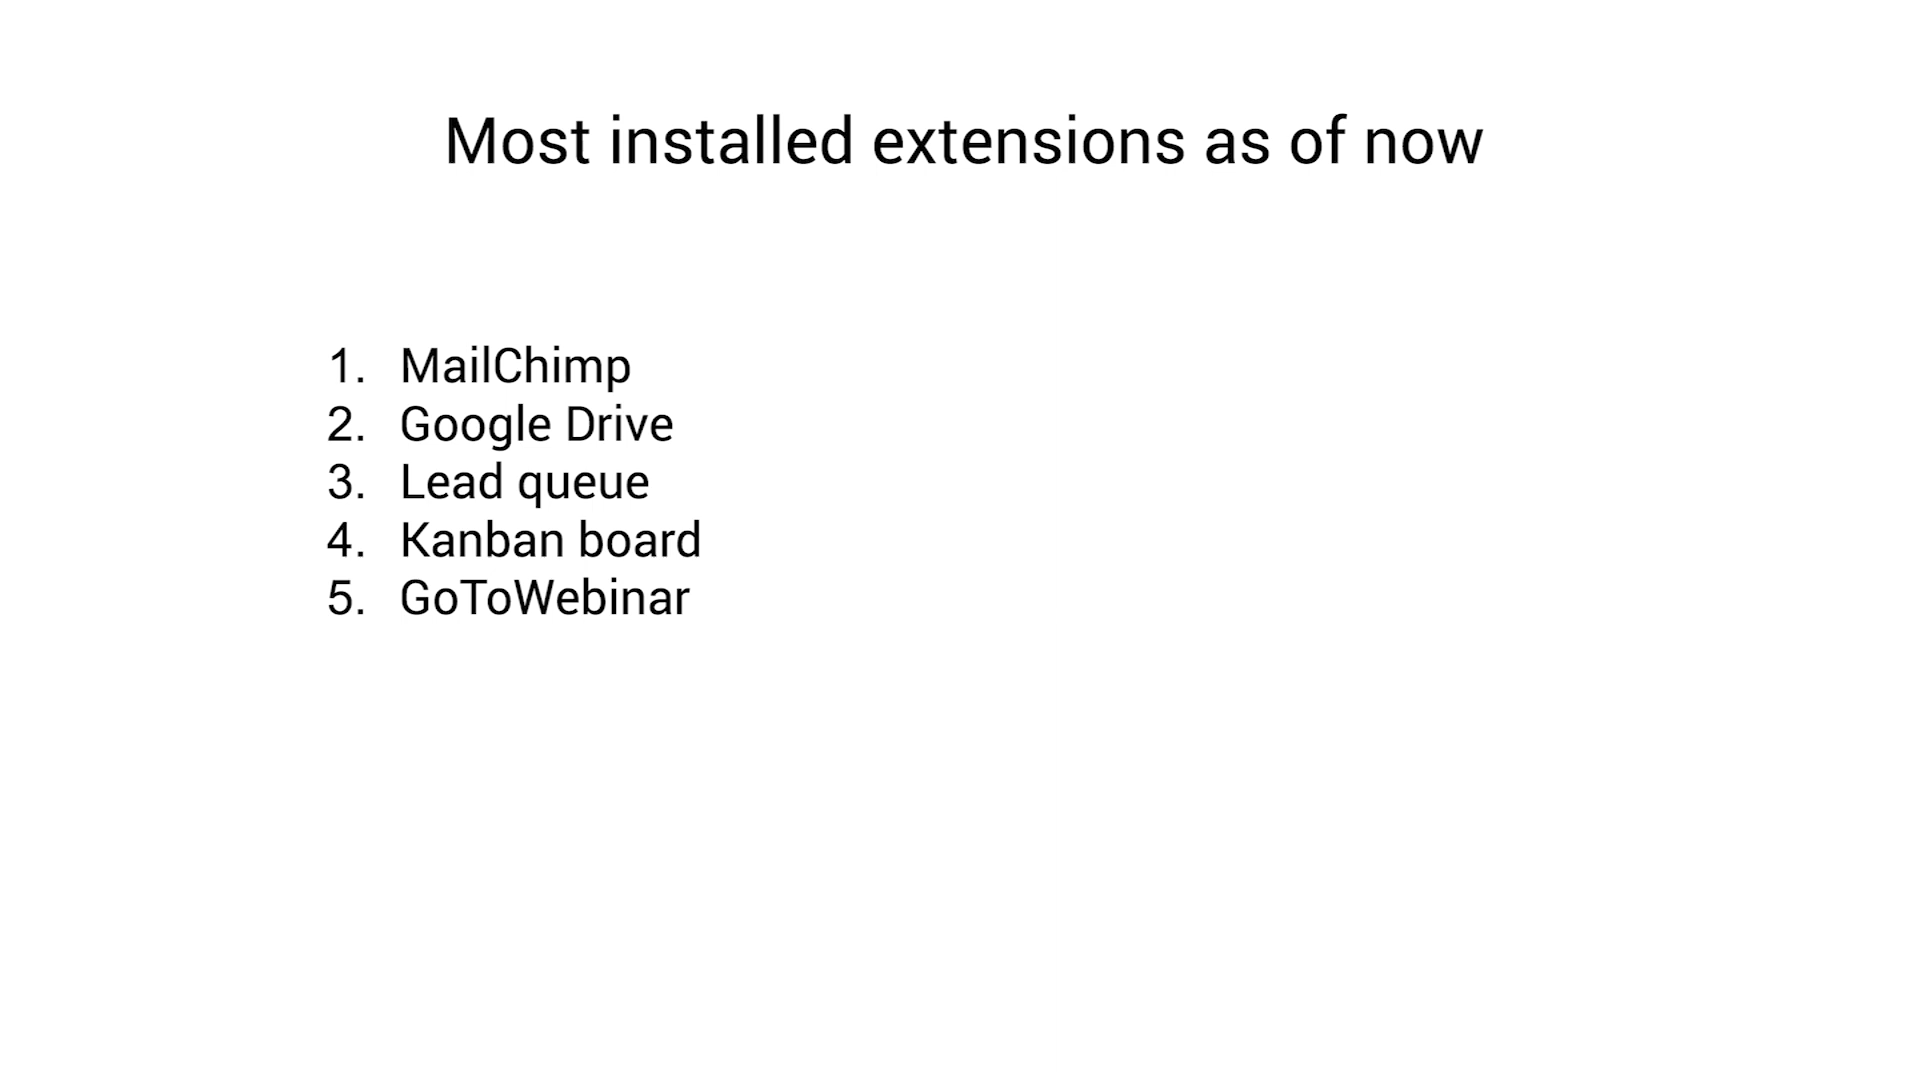 Most installed extensions as of now
1. MailChimp
2. Google Drive
3. Lead queue
4. Kanban board
5. GoToWebinar